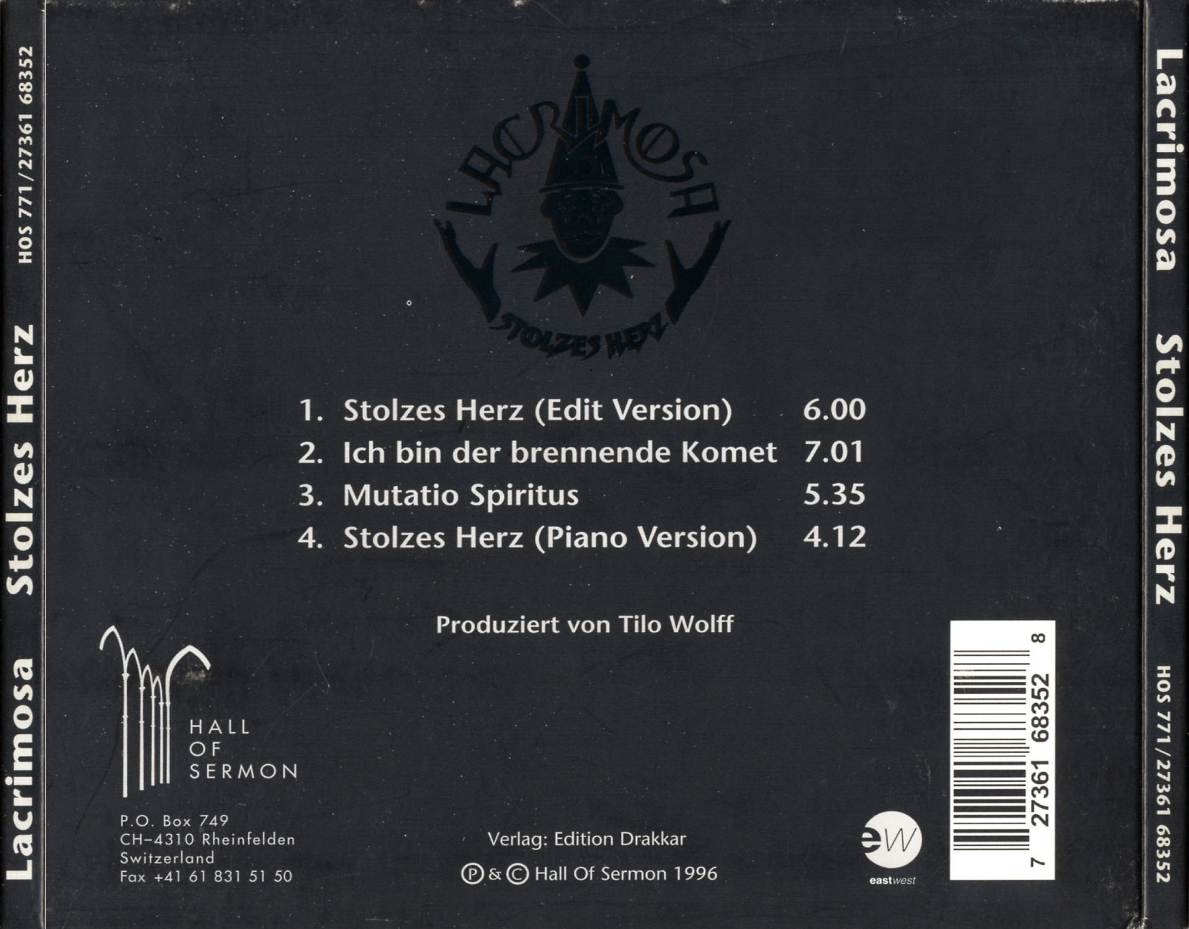 HOS 771/27361 68352
Stolzes Herz
Lacrimosa
LACRIMOSA
STOLZES HERZ
1. Stolzes Herz (Edit Version) 6.00
2. Ich bin der brennende Komet 7.01
3. Mutatio Spiritus 5.35
4. Stolzes Herz (Piano Version) 4.12
Produziert von Tilo Wolff
HALL
OF
SERMON
P.O. Box 749
CH–4310 Rheinfelden
Switzerland
Fax +41 61 831 51 50
Verlag: Edition Drakkar
Ⓟ & © Hall Of Sermon 1996
ew
eastwest
7 27361 68352 8
Lacrimosa
Stolzes Herz
HOS 771/27361 68352